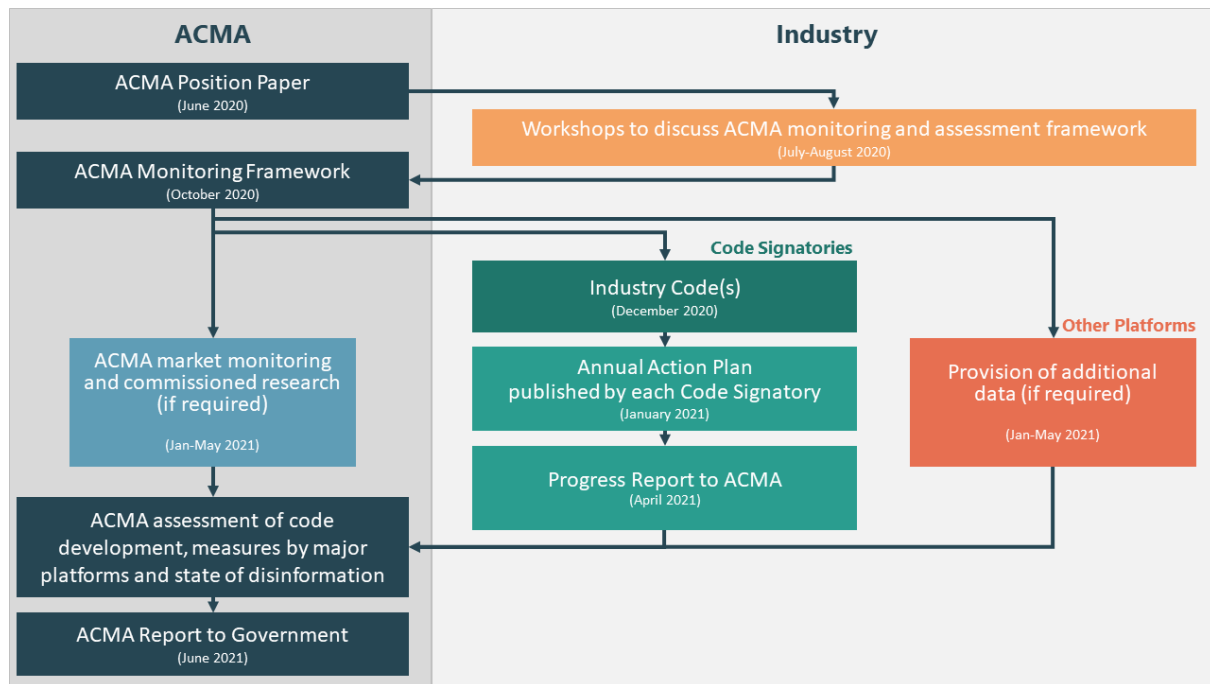 ACMA
Industry
ACMA Position Paper
(June 2020)
Workshops to discuss ACMA monitoring and assessment framework
(July-August 2020)
ACMA Monitoring Framework
(October 2020)
Code Signatories
Industry Code(s)
(December 2020)
Annual Action Plan
published by each Code Signatory
(January 2021)
Progress Report to ACMA
(April 2021)
Other Platforms
Provision of additional
data (if required)
(Jan-May 2021)
ACMA market monitoring
and commissioned research
(if required)
(Jan-May 2021)
ACMA assessment of code
development, measures by major
platforms and state of disinformation
ACMA Report to Government
(June 2021)